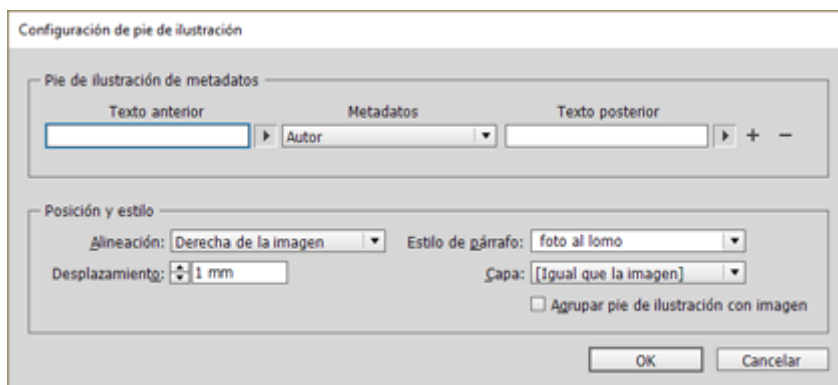 Configuración de pie de ilustración
Pie de ilustración de metadatos
Texto anterior Metadatos Texto posterior
Autor + −
Posición y estilo
Alineación: Derecha de la imagen Estilo de párrafo: foto al lomo
Desplazamiento: 1 mm Capa: [Igual que la imagen]
Agrupar pie de ilustración con imagen
OK Cancelar